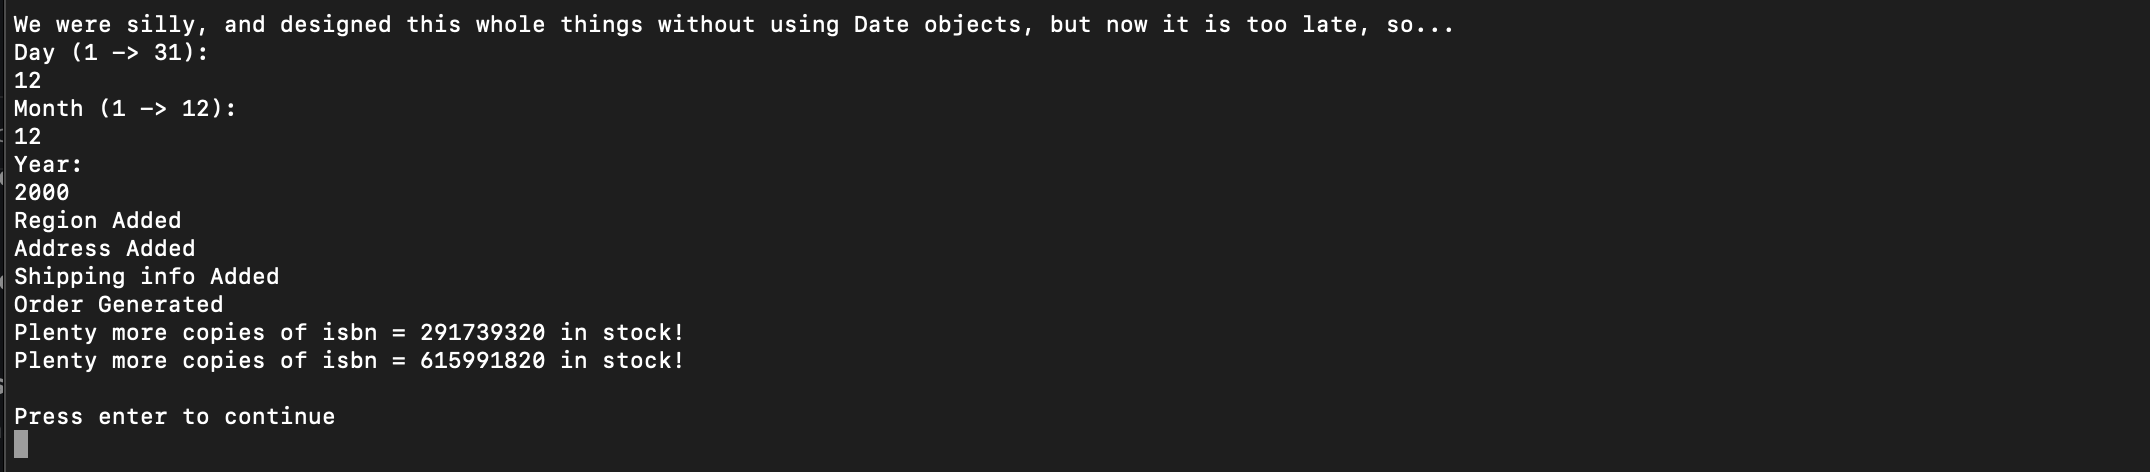 We were silly, and designed this whole things without using Date objects, but now it is too late, so...
Day (1 -> 31):
12
Month (1 -> 12):
12
Year:
2000
Region Added
Address Added
Shipping info Added
Order Generated
Plenty more copies of isbn = 291739320 in stock!
Plenty more copies of isbn = 615991820 in stock!
Press enter to continue